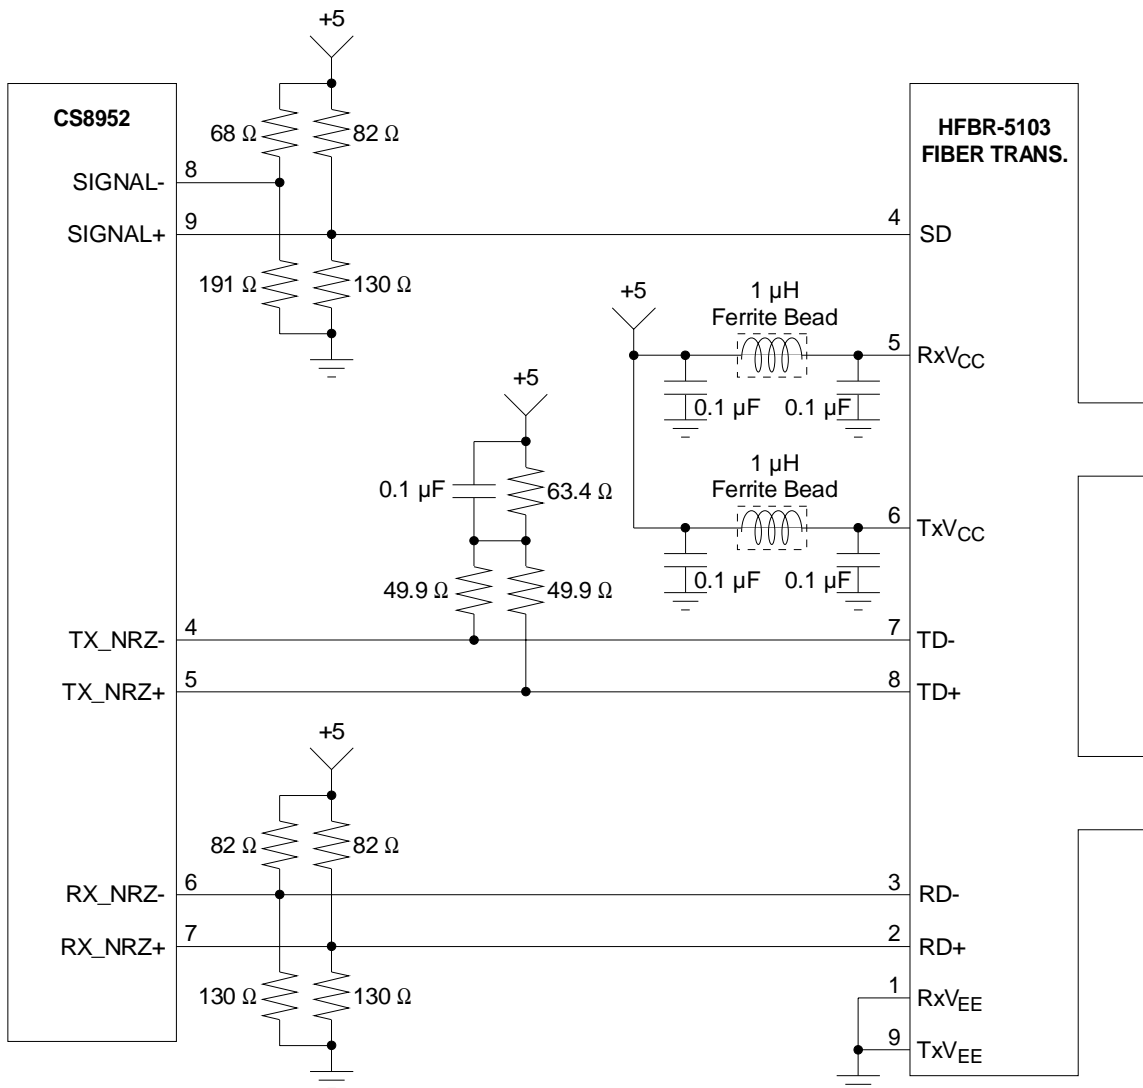 +5
CS8952
68 Ω
82 Ω
HFBR-5103
FIBER TRANS.
SIGNAL-
8
SIGNAL+
9
4
SD
191 Ω
130 Ω
+5
1 µH
Ferrite Bead
5
RxVCC
0.1 µF
0.1 µF
+5
1 µH
Ferrite Bead
0.1 µF
63.4 Ω
6
TxVCC
0.1 µF
0.1 µF
49.9 Ω
49.9 Ω
TX_NRZ-
4
7
TD-
TX_NRZ+
5
8
TD+
+5
82 Ω
82 Ω
RX_NRZ-
6
3
RD-
RX_NRZ+
7
2
RD+
130 Ω
130 Ω
1
RxVEE
9
TxVEE